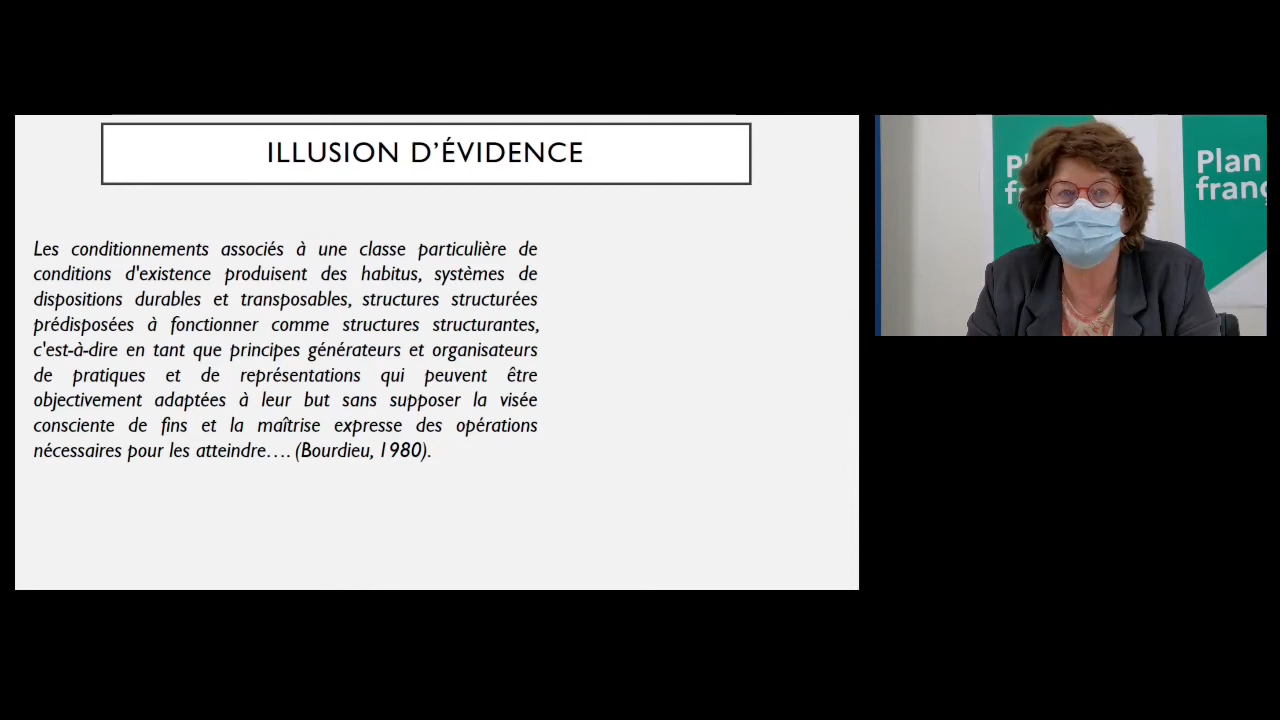 ILLUSION D'ÉVIDENCE
Les conditionnements associés à une classe particulière de
conditions d'existence produisent des habitus, systèmes de
dispositions durables et transposables, structures structurées
prédisposées à fonctionner comme structures structurantes,
c'est-à-dire en tant que principes générateurs et organisateurs
de pratiques et de représentations qui peuvent être
objectivement adaptées à leur but sans supposer la visée
consciente de fins et la maîtrise expresse des opérations
nécessaires pour les atteindre…. (Bourdieu, 1980).
Plan
franç